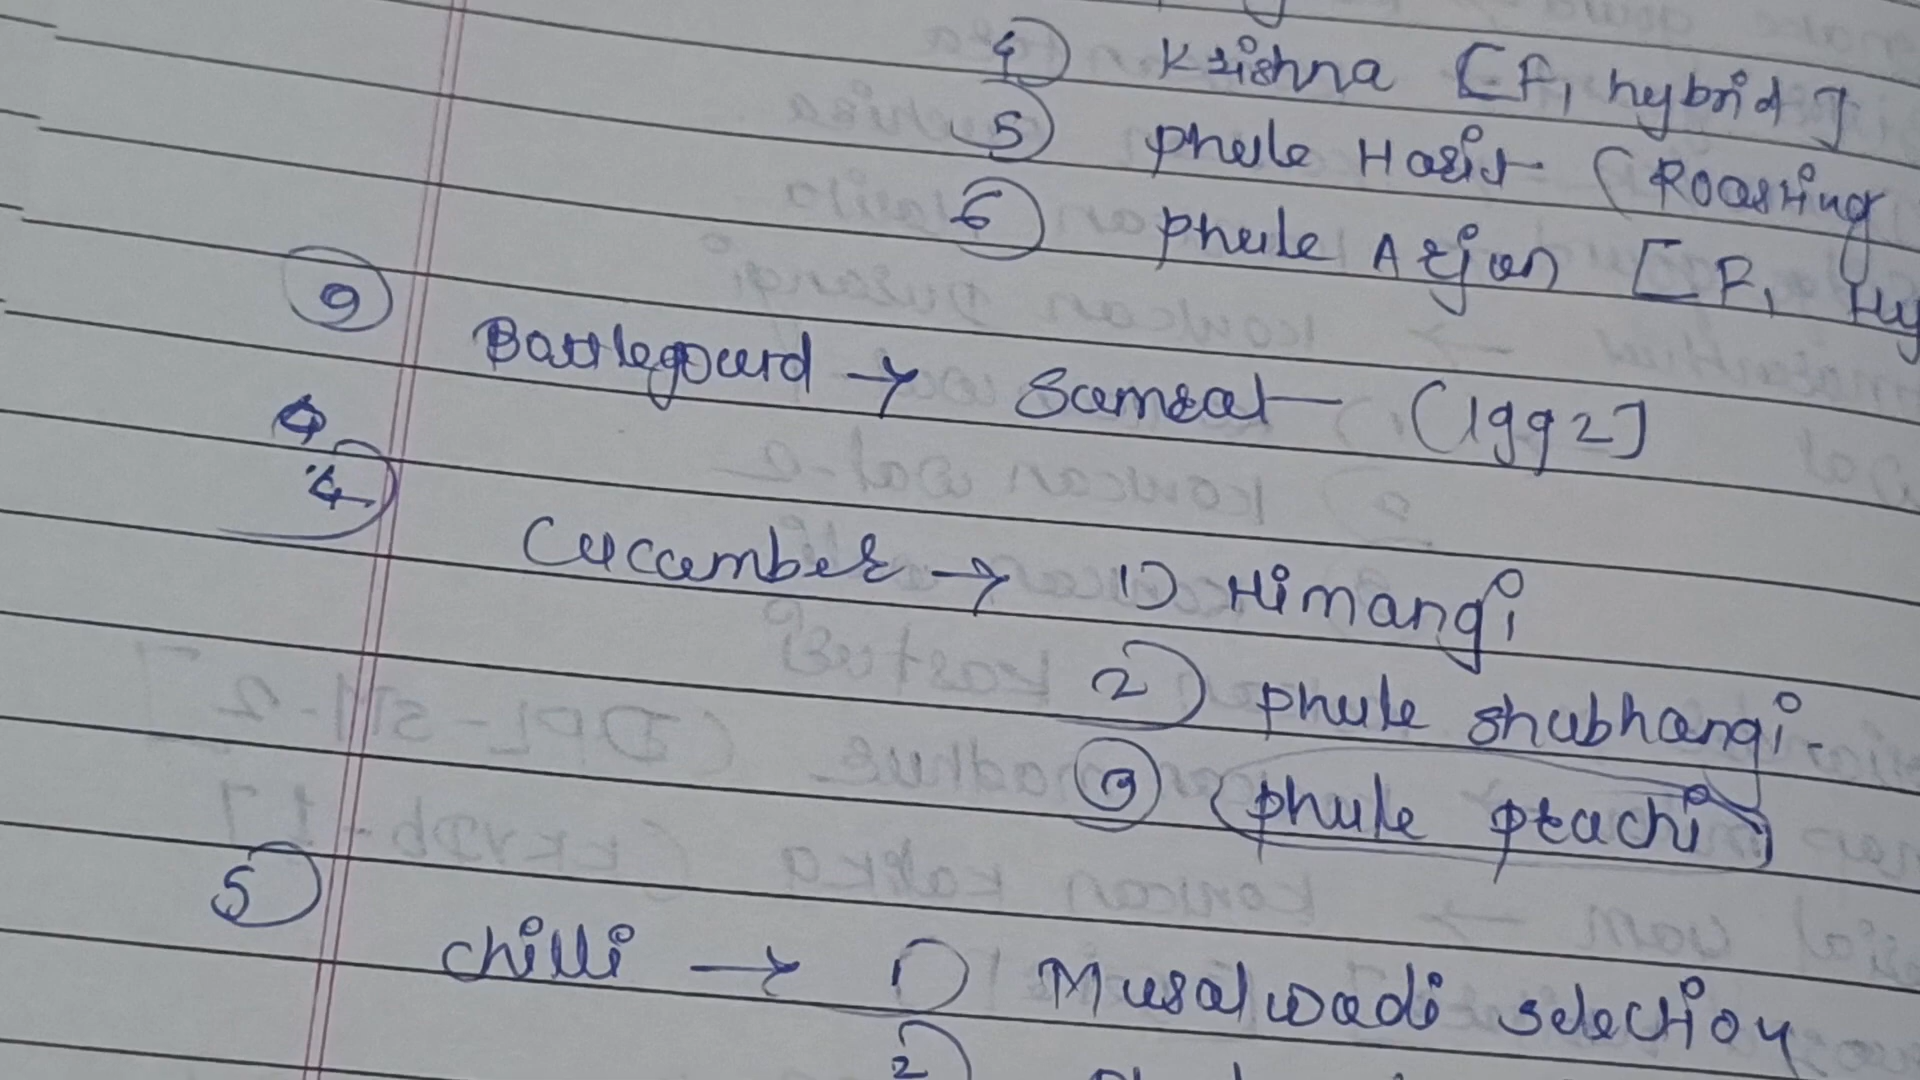 4) Krishna [F1 hybrid]
5) Phule Harit (Roasting
6) Phule Arjun [F1 Hy
3) Bottlegourd → Samrat (1992]
4) Cucumber → 1) Himangi
2) Phule shubhangi.
3) Phule prachi
5) chilli → 1) Musalwadi selection
2)